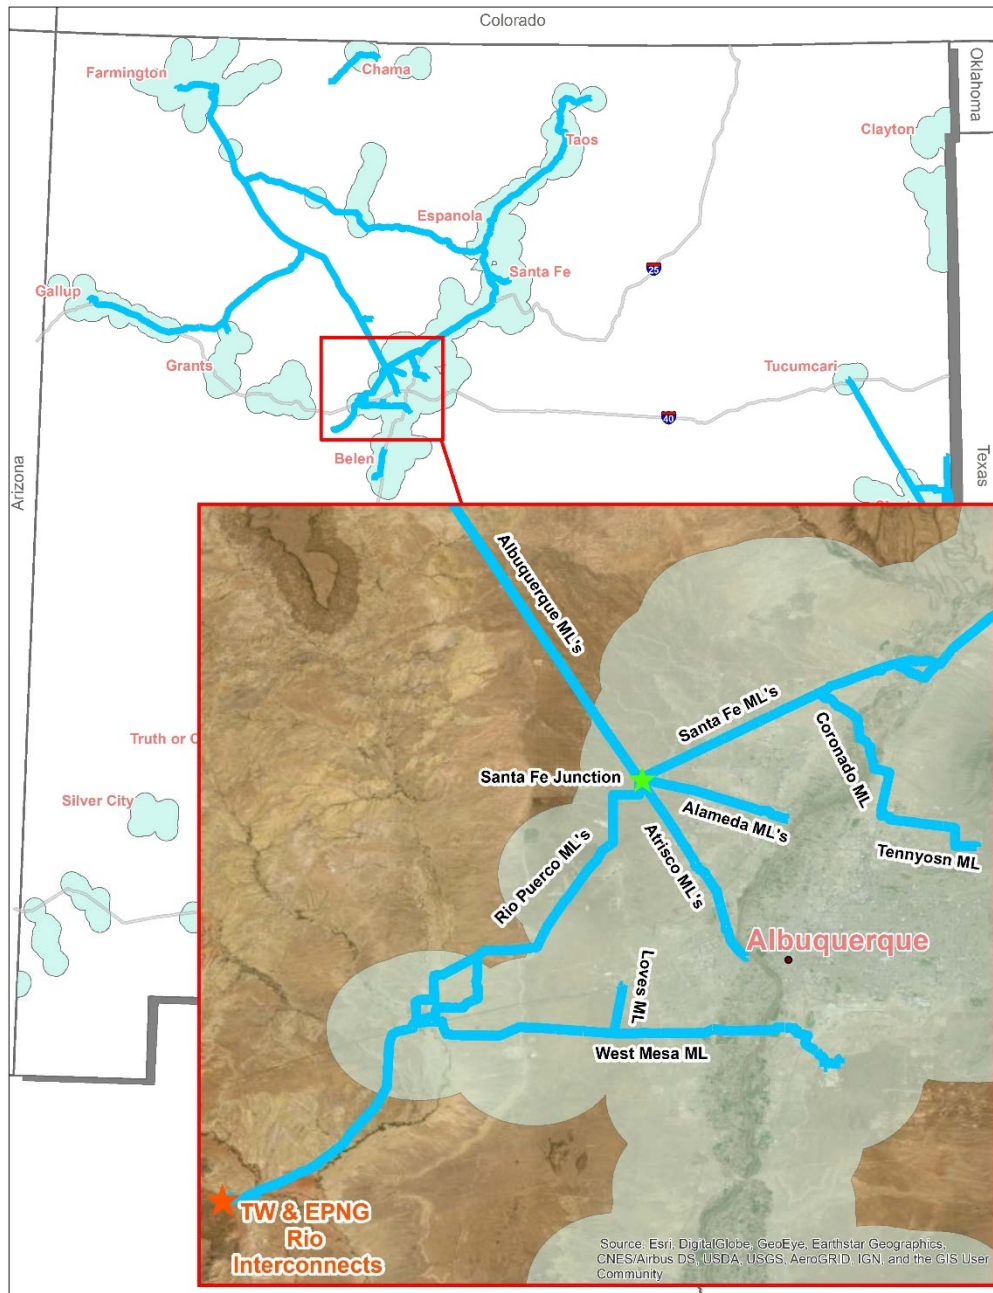 Colorado
Oklahoma
Farmington
Chama
Clayton
Taos
Espanola
Santa Fe
25
Gallup
Grants
Tucumcari
40
Belen
Arizona
Texas
Albuquerque ML's
Santa Fe ML's
Coronado ML
Truth or C
Santa Fe Junction
Silver City
Alameda ML's
Atrisco ML's
Tennyosn ML
Rio Puerco ML's
Albuquerque
Loves ML
West Mesa ML
TW & EPNG
Rio
Interconnects
Source: Esri, DigitalGlobe, GeoEye, Earthstar Geographics,
CNES/Airbus DS, USDA, USGS, AeroGRID, IGN, and the GIS User
Community